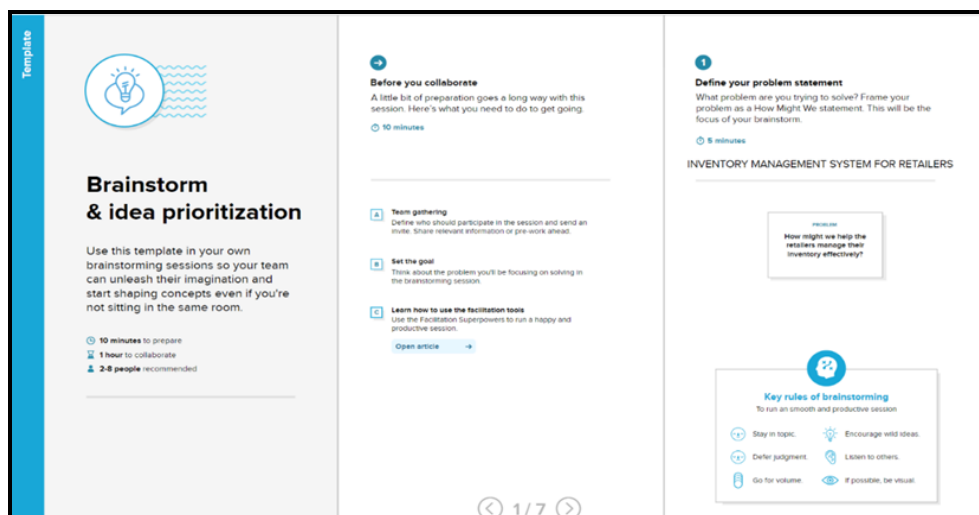 Template
Brainstorm
& idea prioritization
Use this template in your own
brainstorming sessions so your team
can unleash their imagination and
start shaping concepts even if you're
not sitting in the same room.
10 minutes to prepare
1 hour to collaborate
2-8 people recommended
Before you collaborate
A little bit of preparation goes a long way with this
session. Here's what you need to do to get going.
10 minutes
A
Team gathering
Define who should participate in the session and send an
invite. Share relevant information or pre-work ahead.
B
Set the goal
Think about the problem you'll be focusing on solving in
the brainstorming session.
C
Learn how to use the facilitation tools
Use the Facilitation Superpowers to run a happy and
productive session.
Open article
1/7
1
Define your problem statement
What problem are you trying to solve? Frame your
problem as a How Might We statement. This will be the
focus of your brainstorm.
5 minutes
INVENTORY MANAGEMENT SYSTEM FOR RETAILERS
PROBLEM
How might we help the
retailers manage their
inventory effectively?
Key rules of brainstorming
To run an smooth and productive session
Stay in topic.
Encourage wild ideas.
Defer judgment.
Listen to others.
Go for volume.
If possible, be visual.